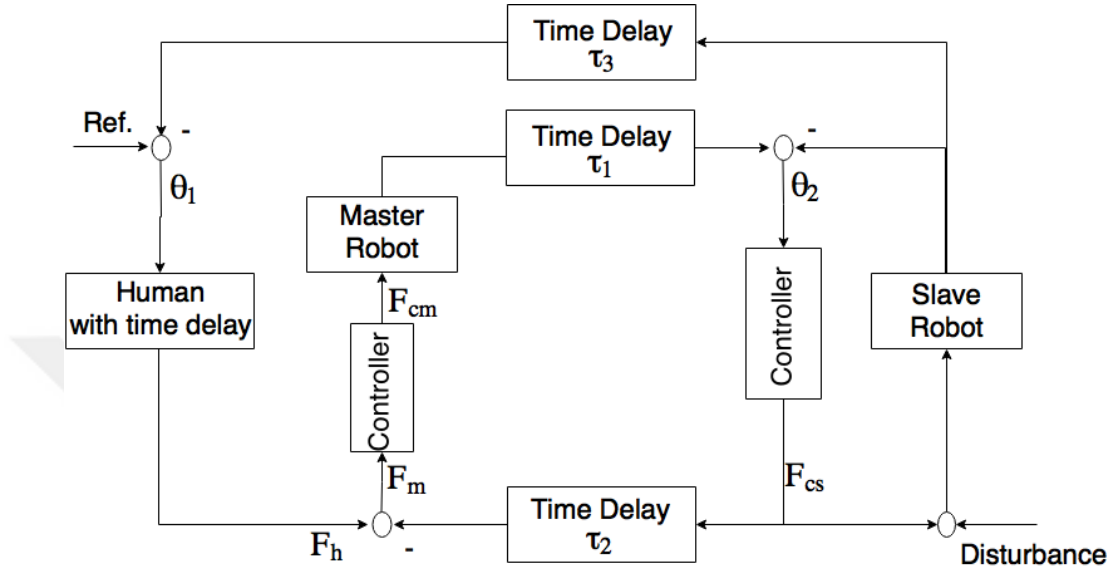 Time Delay
τ3
Ref.
-
Time Delay
τ1
-
θ1
θ2
Master
Robot
Human
with time delay
Fcm
Controller
Controller
Slave
Robot
Fm
Fcs
Time Delay
τ2
Fh
-
Disturbance